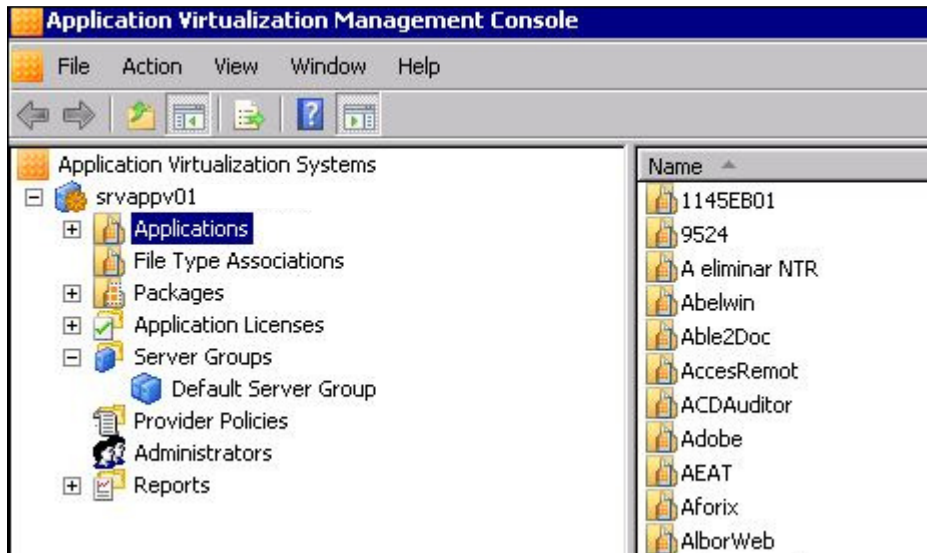 Application Virtualization Management Console
File Action View Window Help
Application Virtualization Systems
srvappv01
Applications
File Type Associations
Packages
Application Licenses
Server Groups
Default Server Group
Provider Policies
Administrators
Reports
Name
1145EB01
9524
A eliminar NTR
Abelwin
Able2Doc
AccesRemot
ACDAuditor
Adobe
AEAT
Aforix
AlborWeb